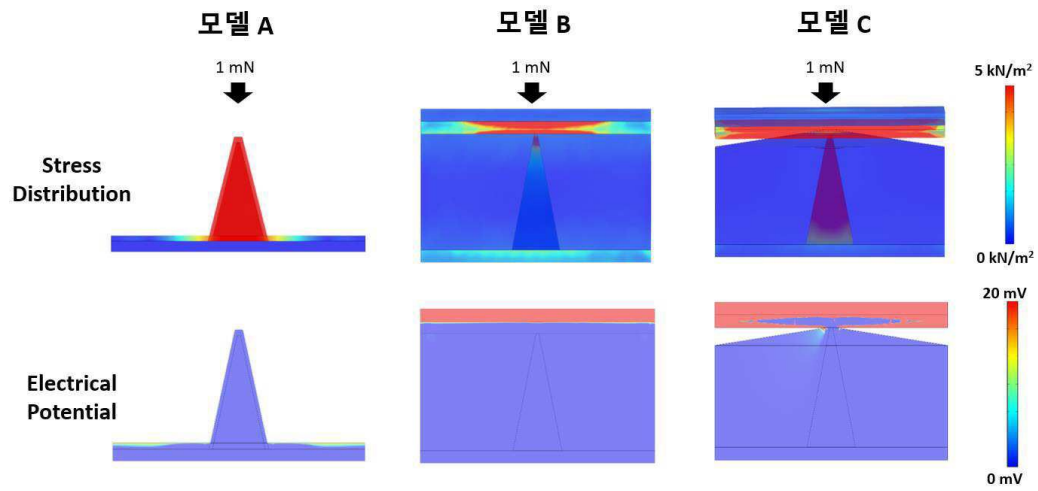 모델 A
모델 B
모델 C
1 mN
1 mN
1 mN
5 kN/m²
Stress
Distribution
0 kN/m²
20 mV
Electrical
Potential
0 mV